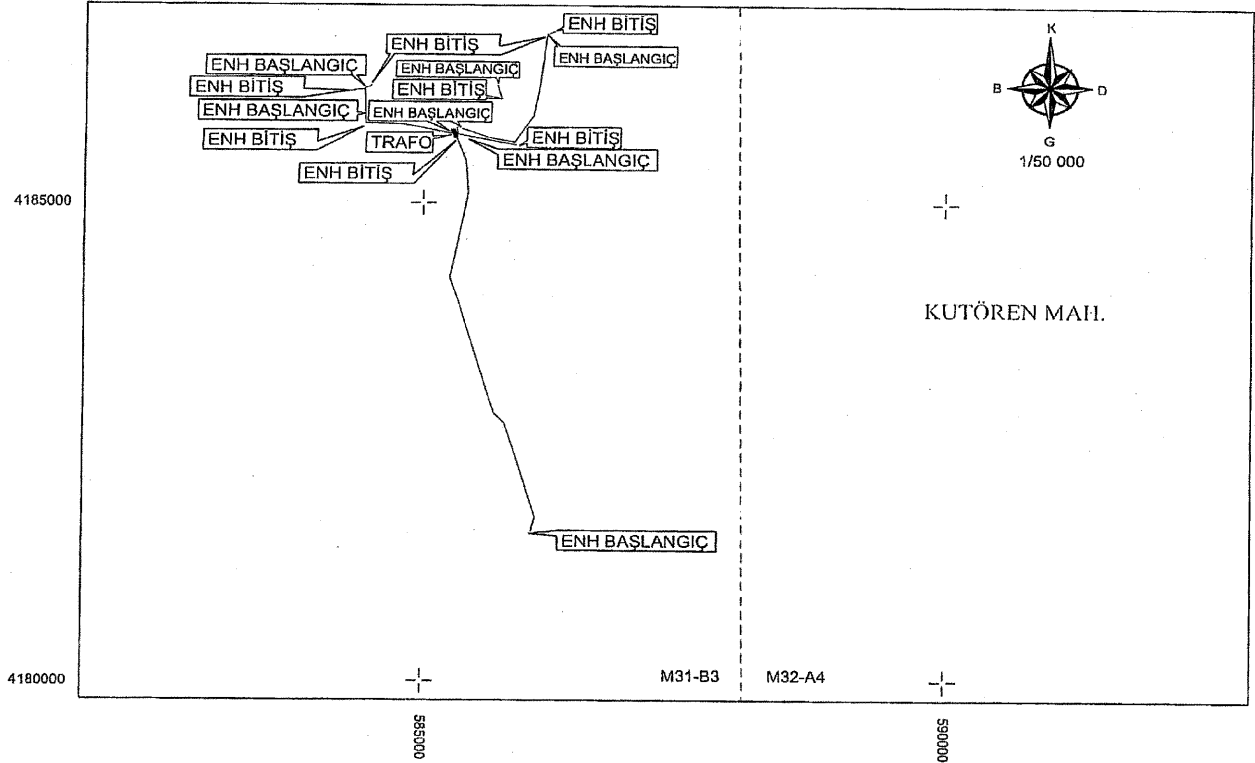 ENH BİTİŞ
ENH BİTİŞ
ENH BAŞLANGIÇ
ENH BAŞLANGIÇ
ENH BAŞLANGIÇ
ENH BİTİŞ
ENH BİTİŞ
ENH BAŞLANGIÇ
ENH BAŞLANGIÇ
ENH BİTİŞ
TRAFO
ENH BİTİŞ
ENH BAŞLANGIÇ
ENH BİTİŞ
K
B
D
G
1/50 000
4185000
KUTÖREN MAH.
ENH BAŞLANGIÇ
4180000
M31-B3
M32-A4
585000
590000